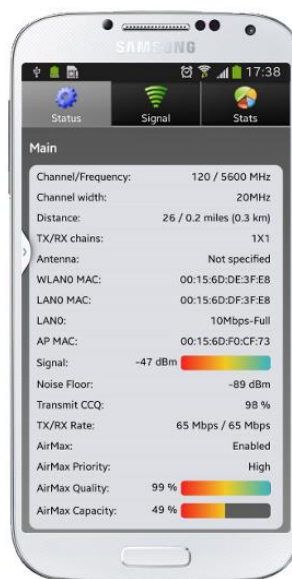 SAMSUNG
17:38
Status Signal Stats
Main
Channel/Frequency: 120 / 5600 MHz
Channel width: 20MHz
Distance: 26 / 0.2 miles (0.3 km)
TX/RX chains: 1X1
Antenna: Not specified
WLAN0 MAC: 00:15:6D:DE:3F:E8
LAN0 MAC: 00:15:6D:DF:3F:E8
LAN0: 10Mbps-Full
AP MAC: 00:15:6D:F0:CF:73
Signal: -47 dBm
Noise Floor: -89 dBm
Transmit CCQ: 98 %
TX/RX Rate: 65 Mbps / 65 Mbps
AirMax: Enabled
AirMax Priority: High
AirMax Quality: 99 %
AirMax Capacity: 49 %